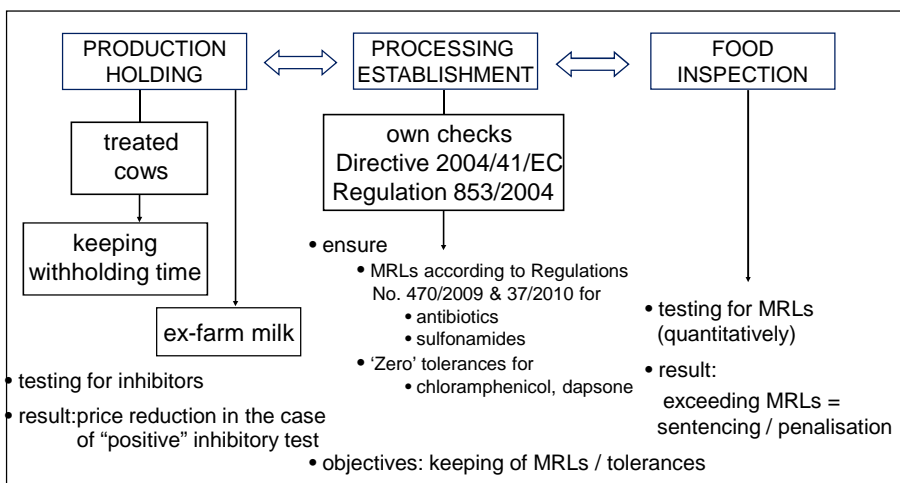 PRODUCTION
HOLDING
treated
cows
keeping
withholding time
ex-farm milk
• testing for inhibitors
• result:price reduction in the case
of “positive” inhibitory test
PROCESSING
ESTABLISHMENT
own checks
Directive 2004/41/EC
Regulation 853/2004
• ensure
• MRLs according to Regulations
No. 470/2009 & 37/2010 for
• antibiotics
• sulfonamides
• ‘Zero’ tolerances for
• chloramphenicol, dapsone
• objectives: keeping of MRLs / tolerances
FOOD
INSPECTION
• testing for MRLs
(quantitatively)
• result:
exceeding MRLs =
sentencing / penalisation